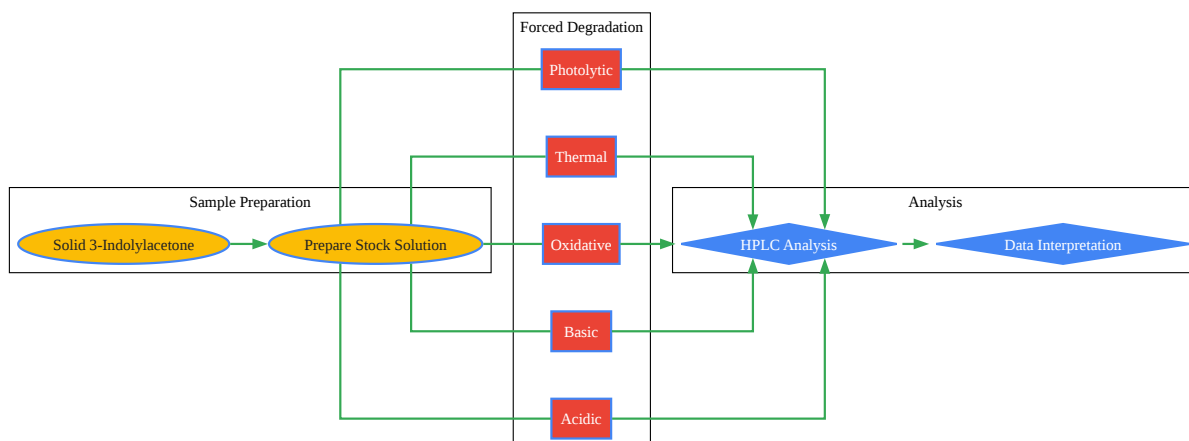 Forced Degradation
Photolytic
Thermal
Sample Preparation
Analysis
Solid 3-Indolylacetone
Prepare Stock Solution
Oxidative
HPLC Analysis
Data Interpretation
Basic
Acidic